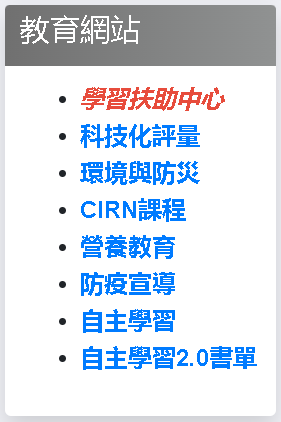 教育網站
學習扶助中心
科技化評量
環境與防災
CIRN課程
營養教育
防疫宣導
自主學習
自主學習2.0書單